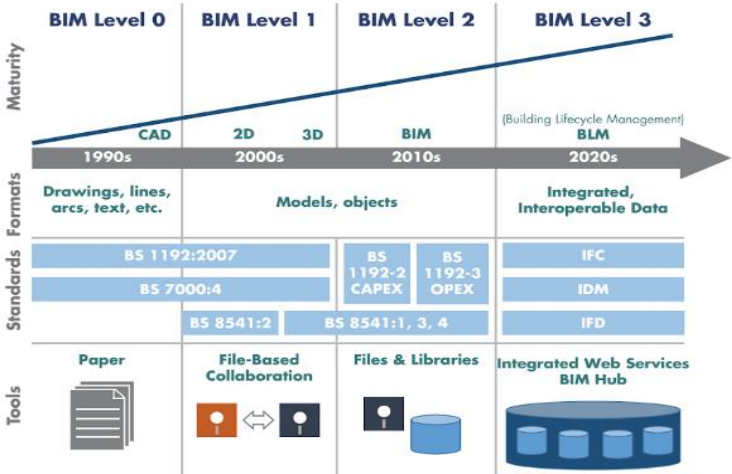 BIM Level 0
BIM Level 1
BIM Level 2
BIM Level 3
Maturity
(Building Lifecycle Management)
CAD
2D
3D
BIM
BLM
1990s
2000s
2010s
2020s
Formats
Drawings, lines,
arcs, text, etc.
Models, objects
Integrated,
Interoperable Data
Standards
BS 1192:2007
BS 7000:4
BS
1192-2
CAPEX
BS
1192-3
OPEX
BS 8541:2
BS 8541:1, 3, 4
IFC
IDM
IFD
Tools
Paper
File-Based
Collaboration
Files & Libraries
Integrated Web Services
BIM Hub